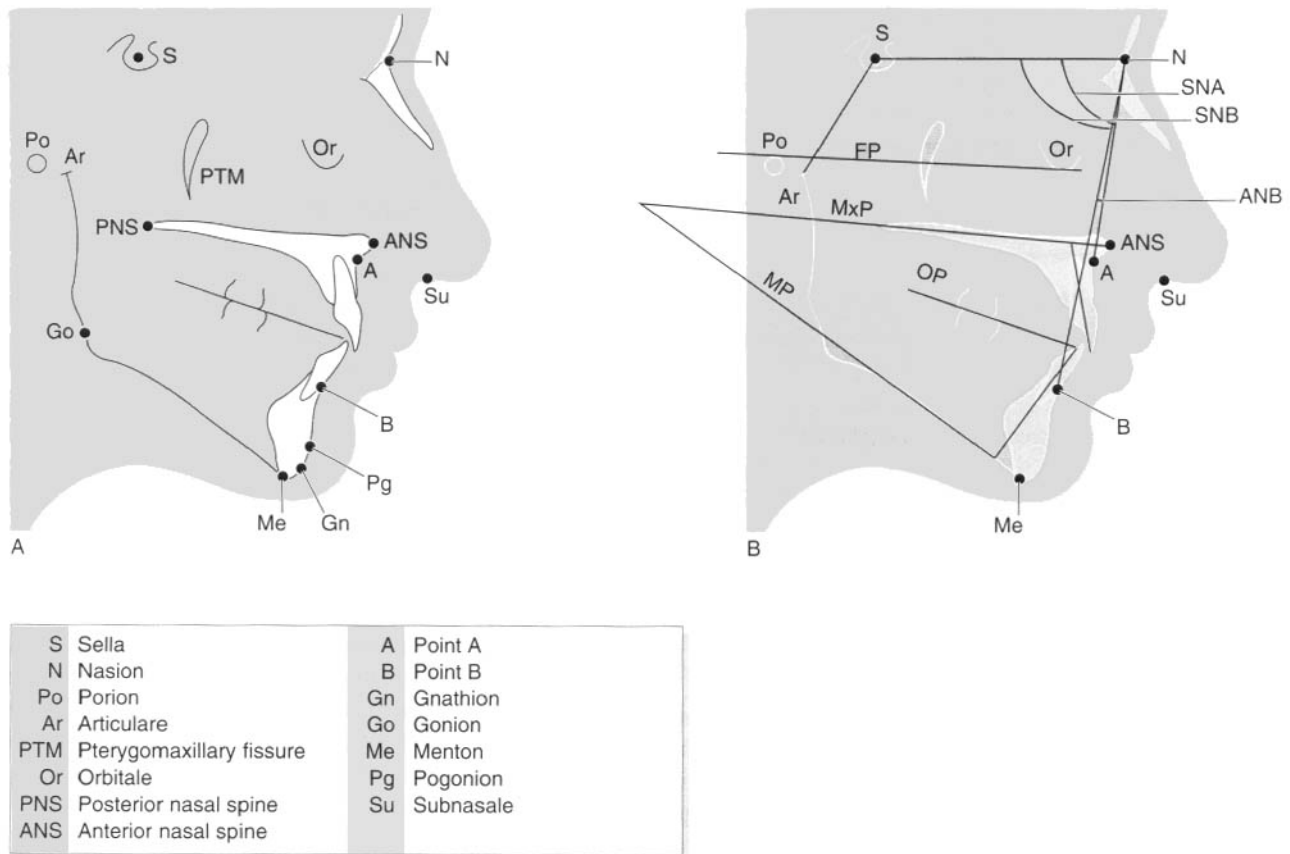 S
N
Po
Ar
Or
PTM
PNS
ANS
A
Su
Go
B
Pg
Me
Gn
A
S
N
SNA
SNB
Po
FP
Or
Ar
MxP
ANB
ANS
A
OP
MP
Su
B
Me
B
S Sella
N Nasion
Po Porion
Ar Articulare
PTM Pterygomaxillary fissure
Or Orbitale
PNS Posterior nasal spine
ANS Anterior nasal spine
A Point A
B Point B
Gn Gnathion
Go Gonion
Me Menton
Pg Pogonion
Su Subnasale